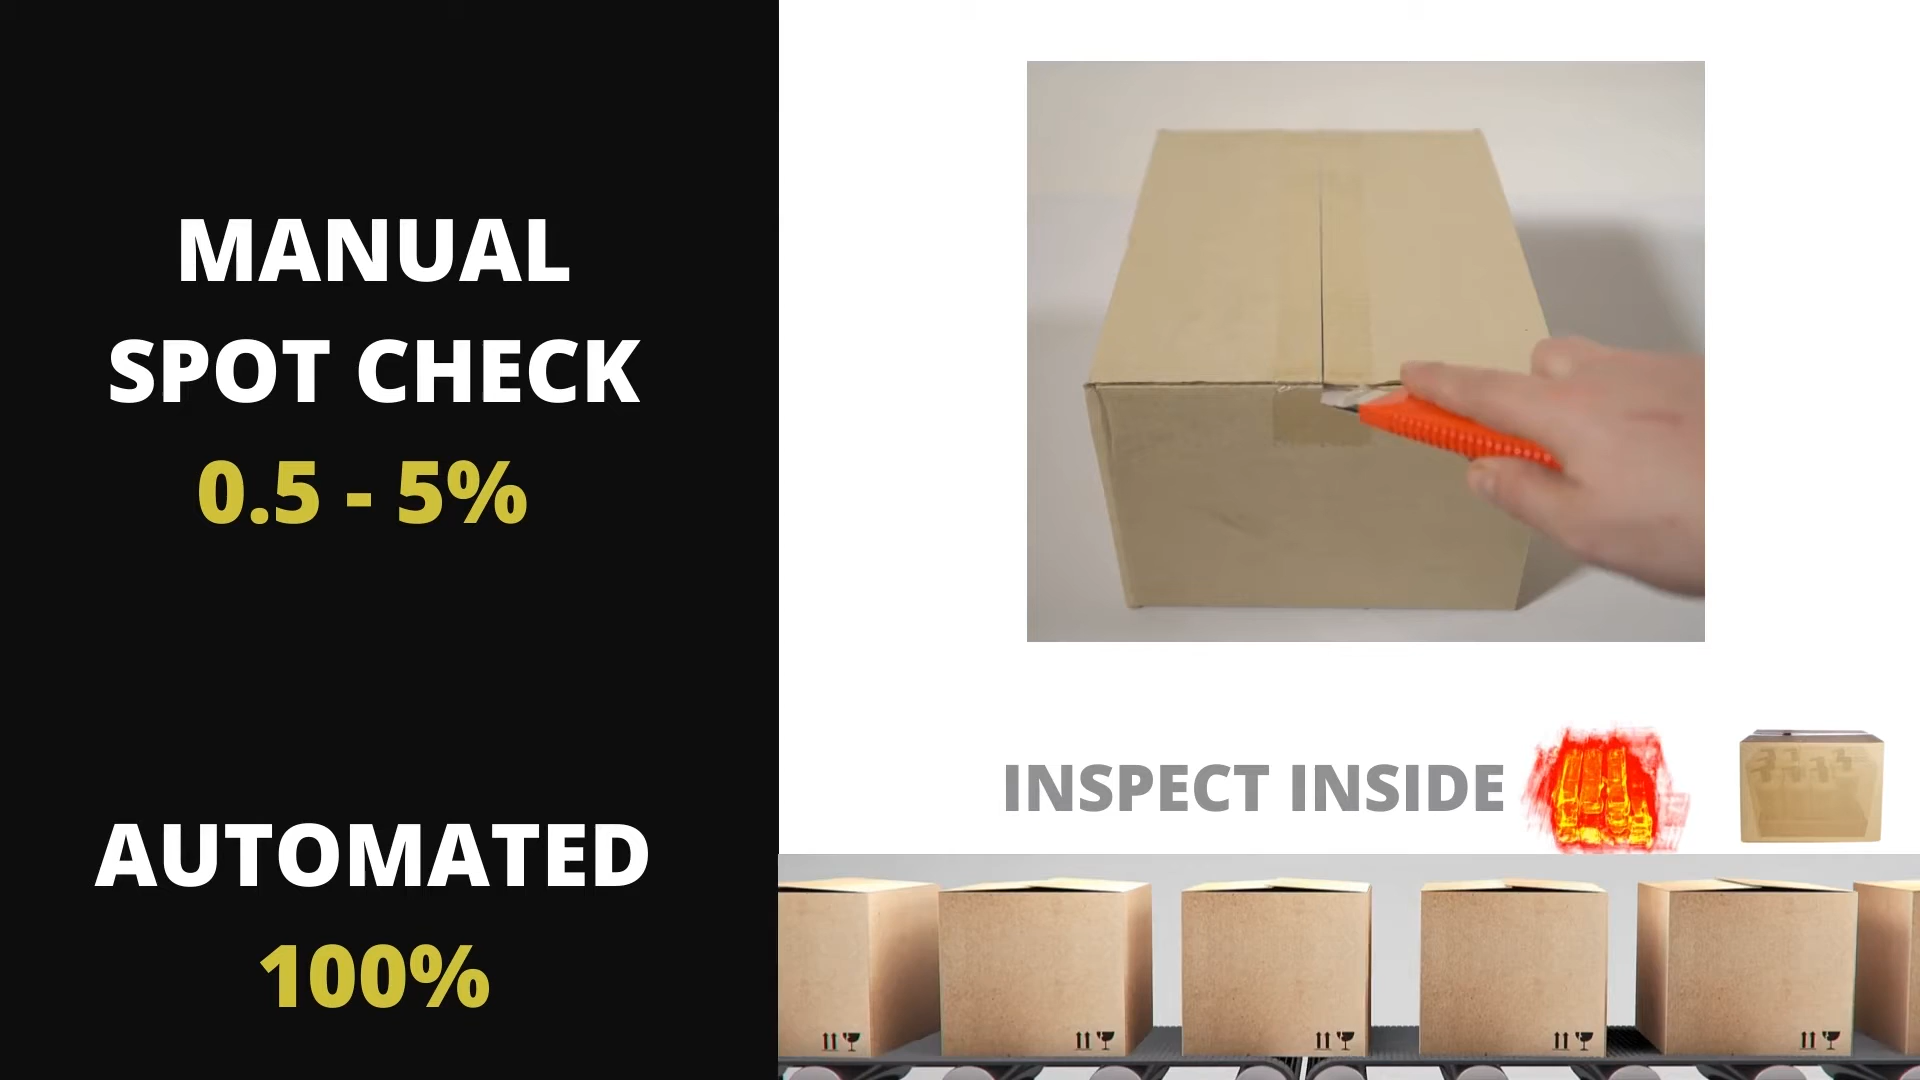 MANUAL
SPOT CHECK
0.5 - 5%
INSPECT INSIDE
AUTOMATED
100%